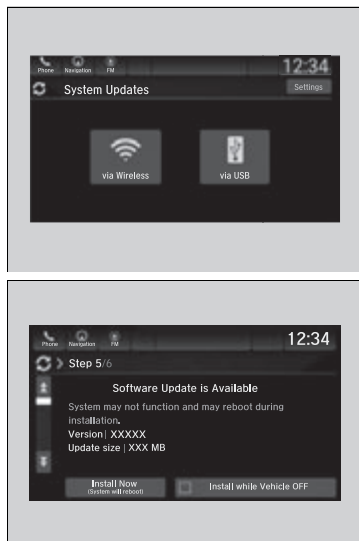 Phone Navigation FM 12:34
System Updates Settings
via Wireless via USB
Phone Navigation FM 12:34
Step 5/6
Software Update is Available
System may not function and may reboot during
installation.
Version| XXXXX
Update size | XXX MB
Install Now Install while Vehicle OFF
(System will reboot)